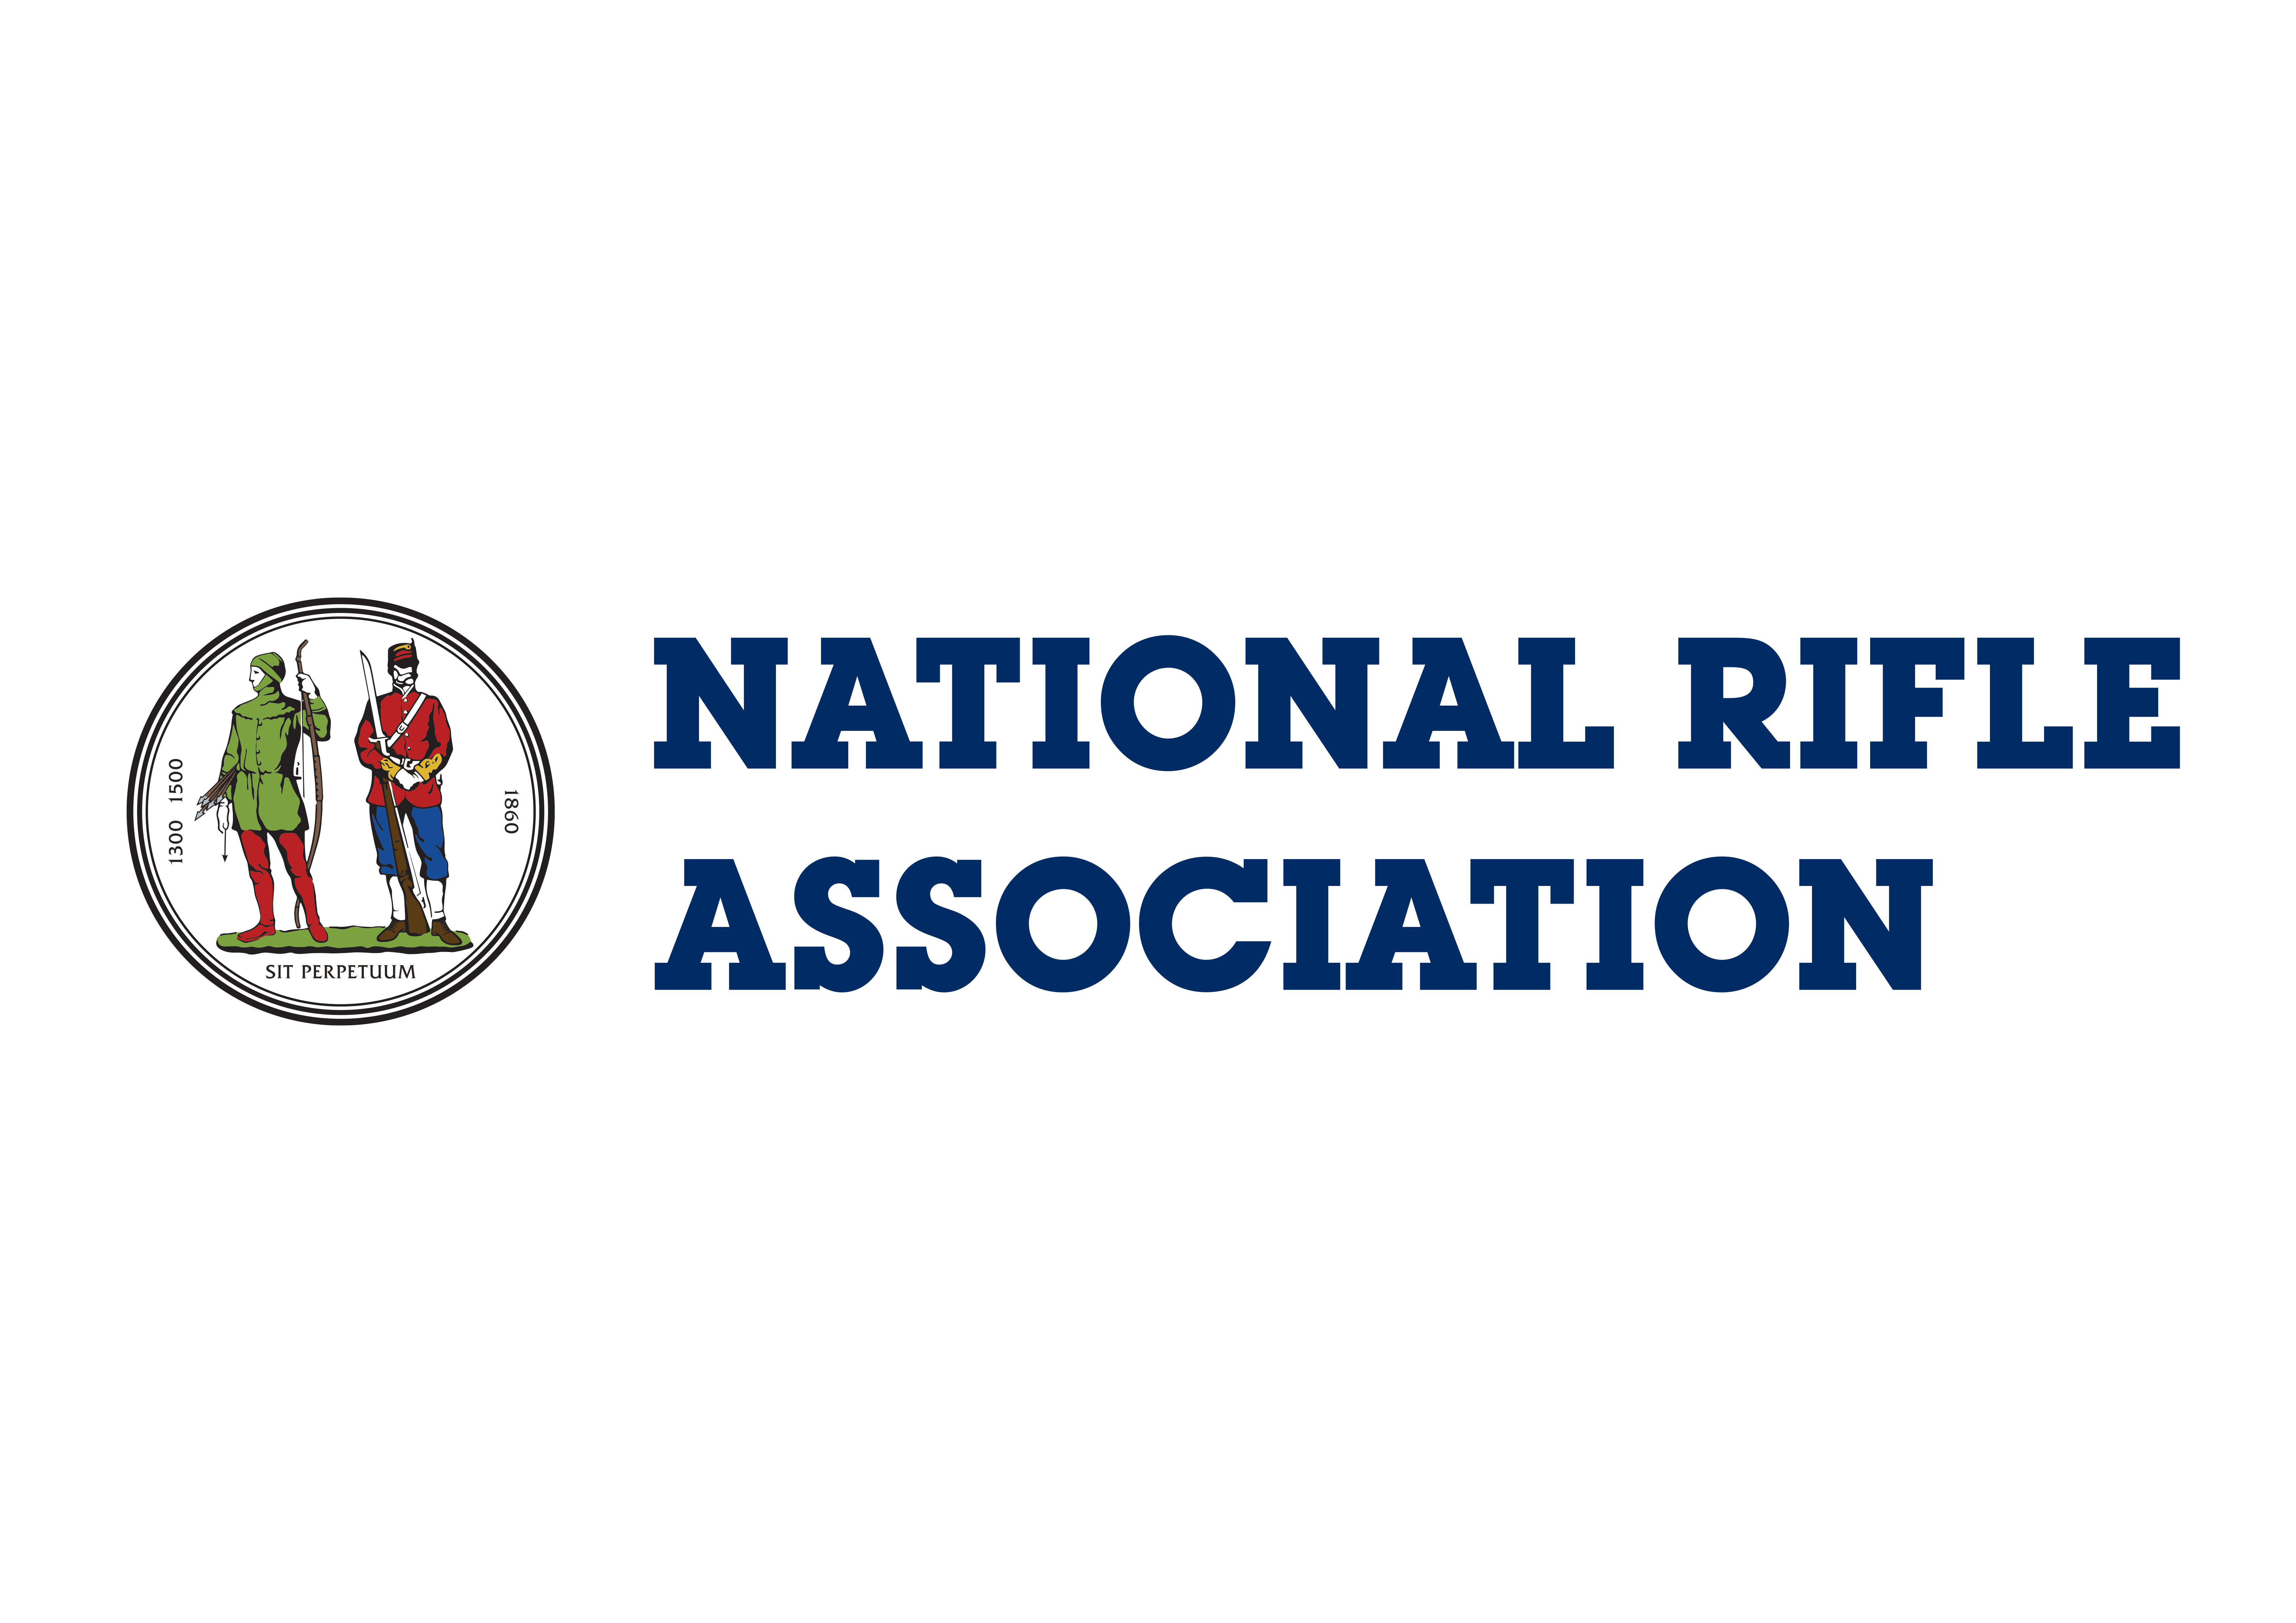 NATIONAL RIFLE
ASSOCIATION
1300 1500
1860
SIT PERPETUUM